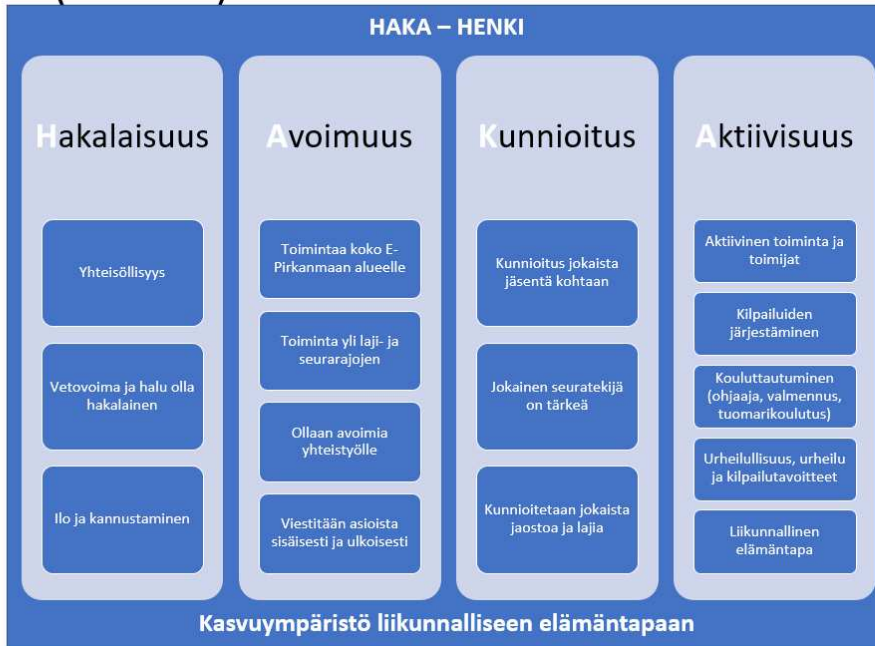 HAKA – HENKI
Hakalaisuus
Yhteisöllisyys
Vetovoima ja halu olla
hakalainen
Ilo ja kannustaminen
Avoimuus
Toimintaa koko E-
Pirkanmaan alueelle
Toiminta yli laji- ja
seurarajojen
Ollaan avoimia
yhteistyölle
Viestitään asioista
sisäisesti ja ulkoisesti
Kunnioitus
Kunnioitus jokaista
jäsentä kohtaan
Jokainen seuratekijä
on tärkeä
Kunnioitetaan jokaista
jaostoa ja lajia
Aktiivisuus
Aktiivinen toiminta ja
toimijat
Kilpailuiden
järjestäminen
Kouluttautuminen
(ohjaaja, valmennus,
tuomarikoulutus)
Urheilullisuus, urheilu
ja kilpailutavoitteet
Liikunnallinen
elämäntapa
Kasvuympäristö liikunnalliseen elämäntapaan